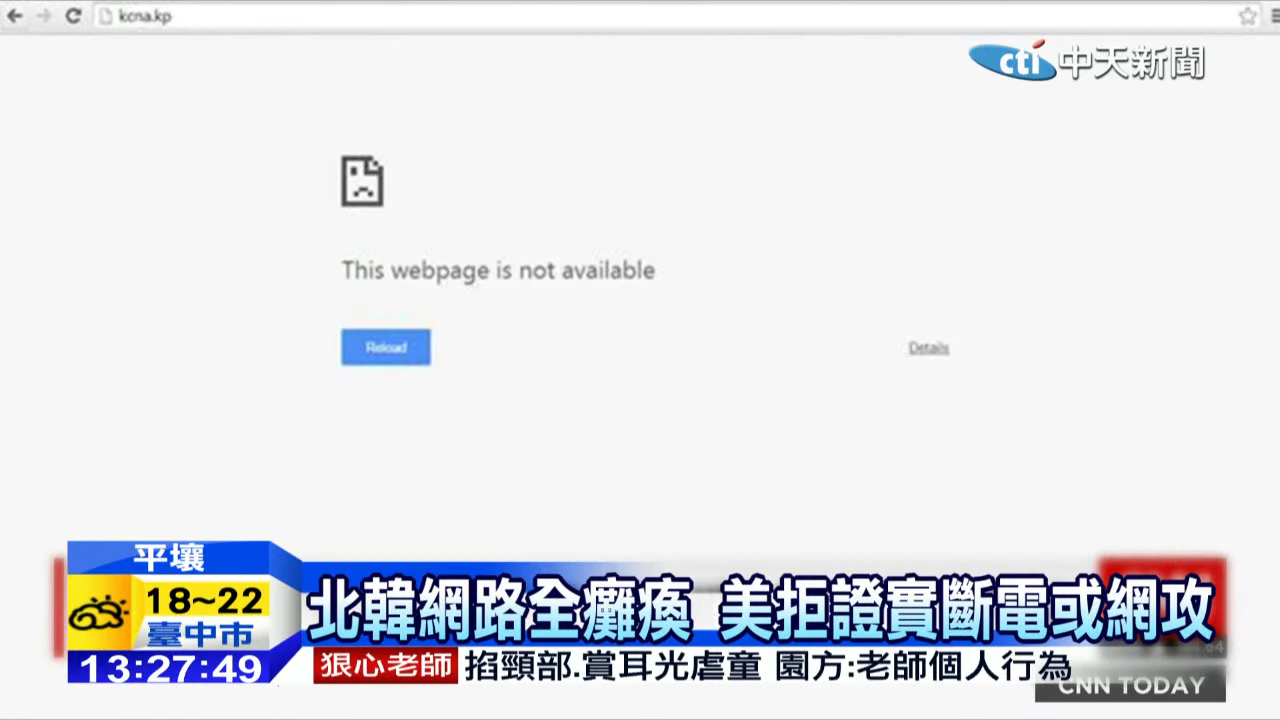 kcna.kp
cti 中天新聞
This webpage is not available
Reload
Details
平壤
18~22
臺中市
13:27:49
北韓網路全癱瘓 美拒證實斷電或網攻
狠心老師 掐頸部.賞耳光虐童 園方:老師個人行為
CNN TODAY